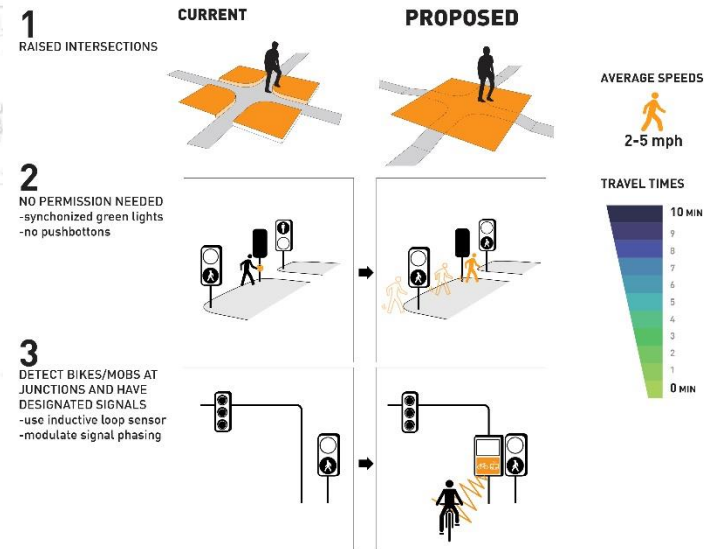 CURRENT
PROPOSED
1
RAISED INTERSECTIONS
AVERAGE SPEEDS
2-5 mph
2
NO PERMISSION NEEDED
-synchonized green lights
-no pushbottons
TRAVEL TIMES
10 MIN
9
8
7
6
5
4
3
2
1
0 MIN
3
DETECT BIKES/MOBS AT
JUNCTIONS AND HAVE
DESIGNATED SIGNALS
-use inductive loop sensor
-modulate signal phasing